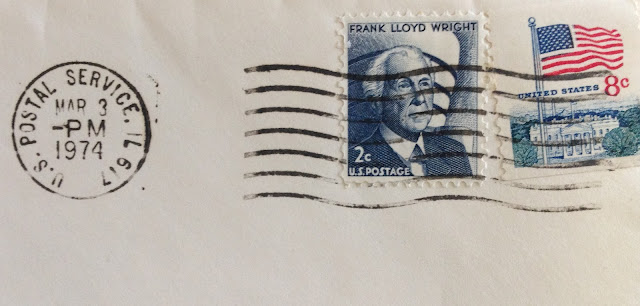 U.S. POSTAL SERVICE, IL 617
MAR 3
-PM
1974
FRANK LLOYD WRIGHT
2c
U.S. POSTAGE
UNITED STATES 8c